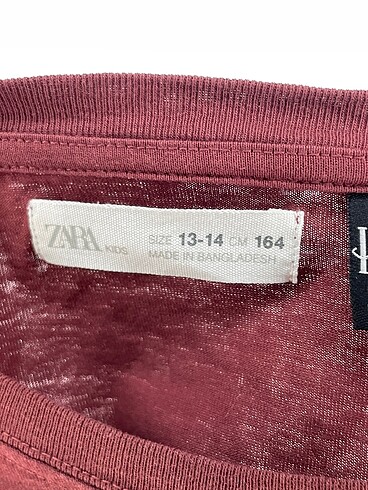 ZARA KIDS SIZE 13-14 CM 164
MADE IN BANGLADESH